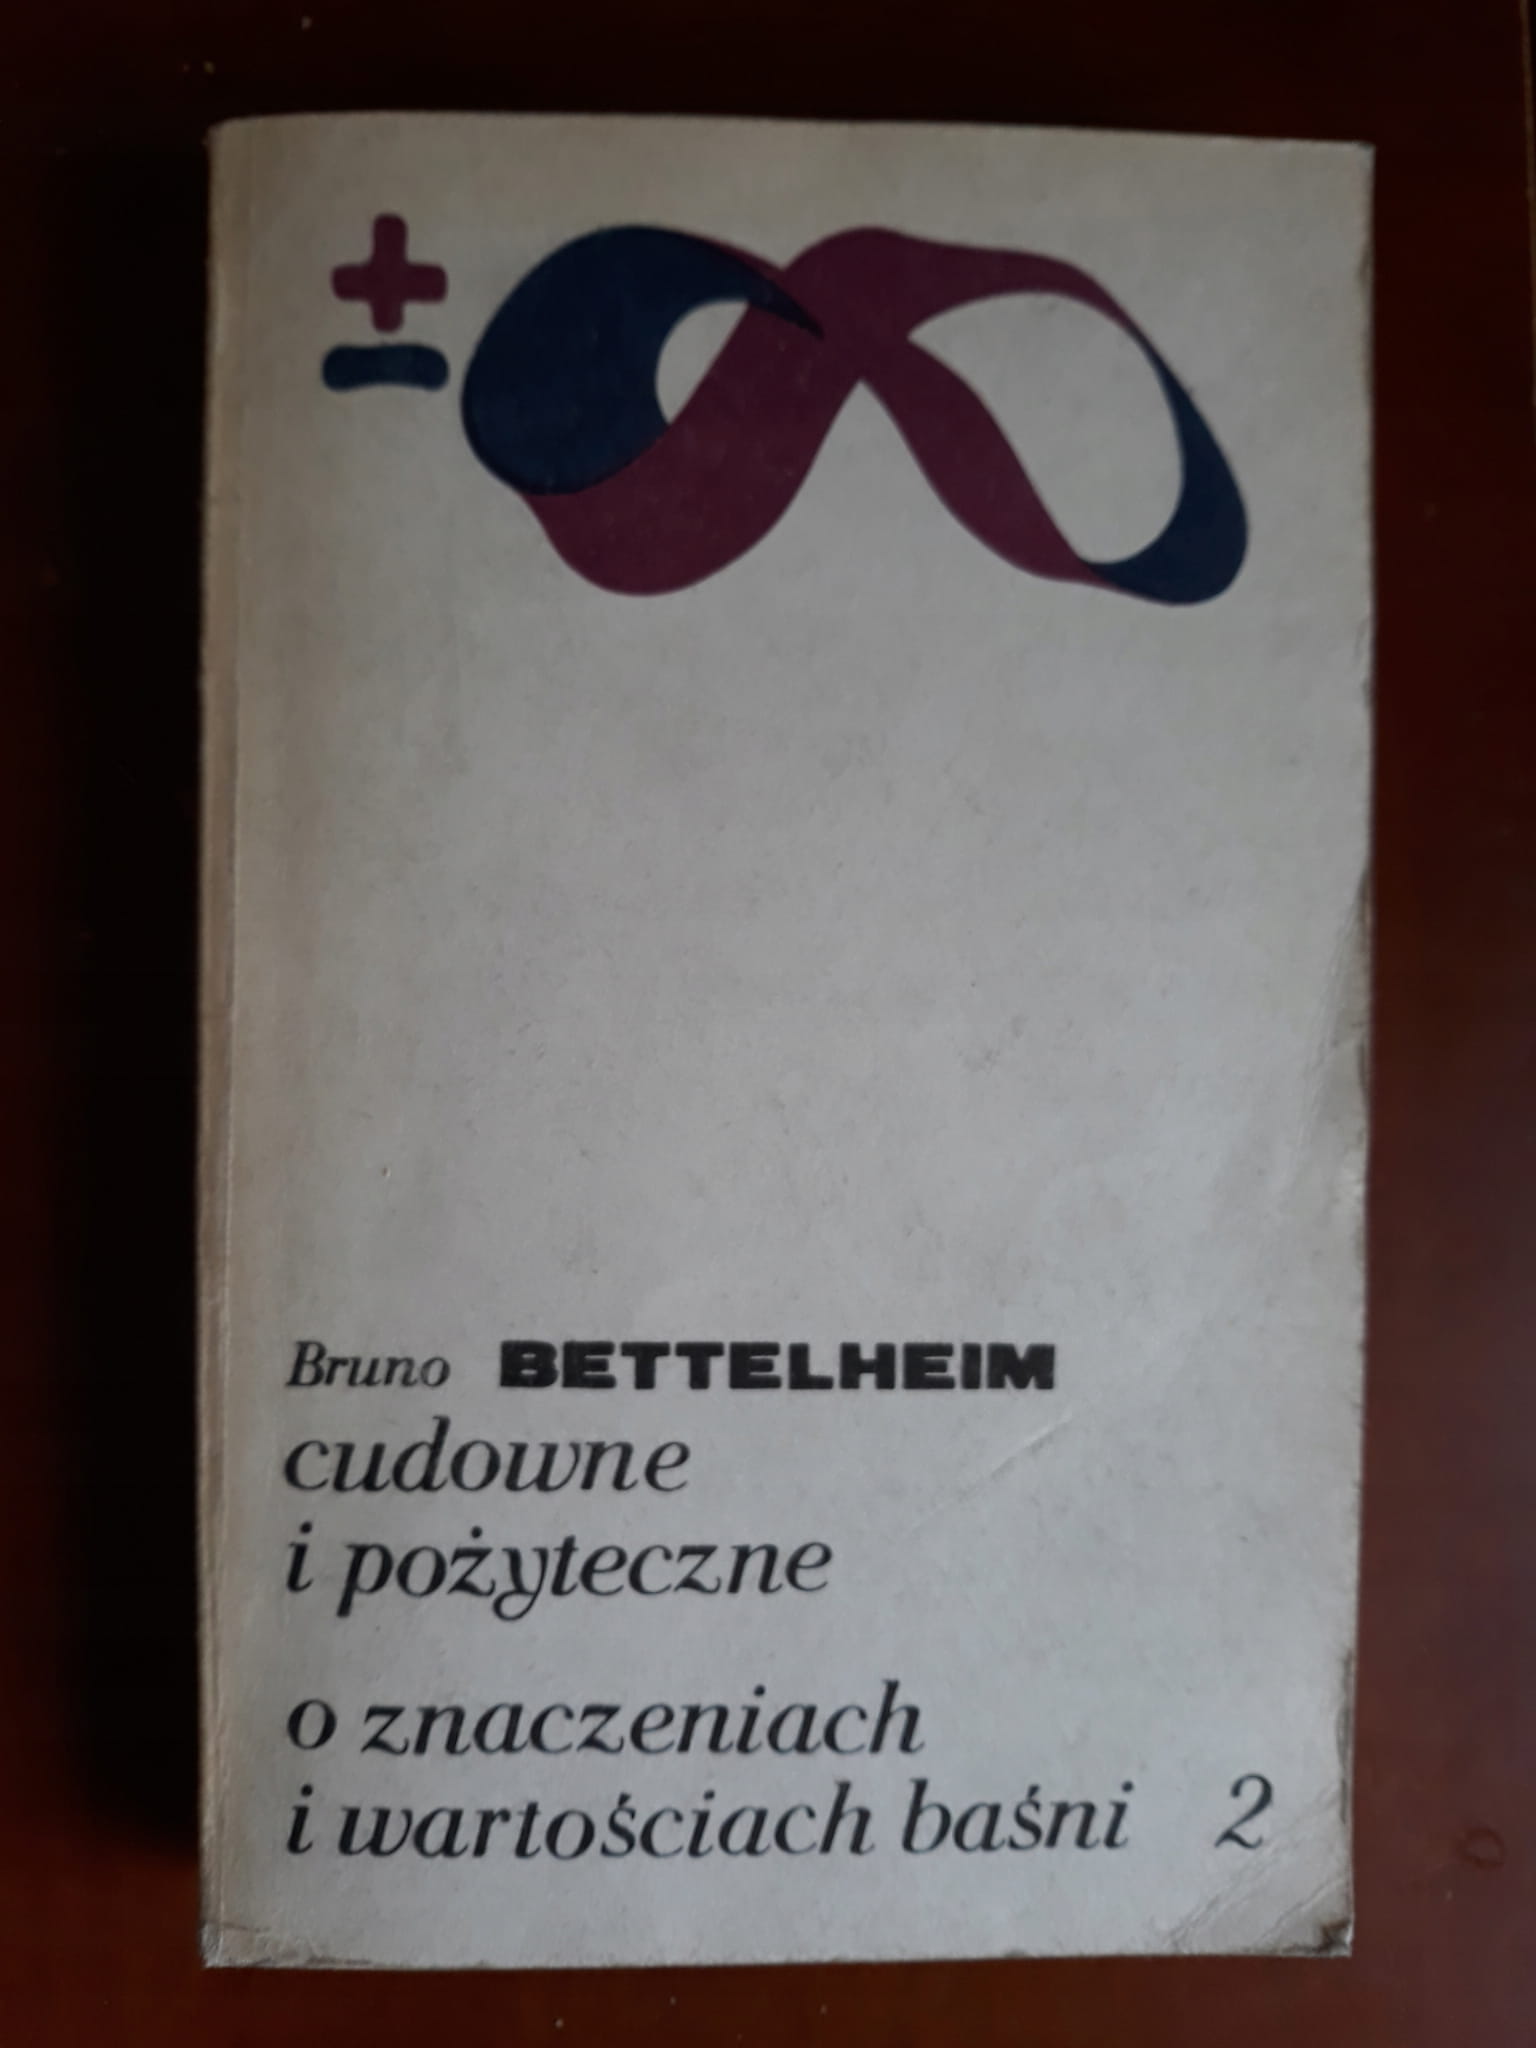 Bruno BETTELHEIM
cudowne
i pożyteczne
o znaczeniach
i wartościach baśni 2